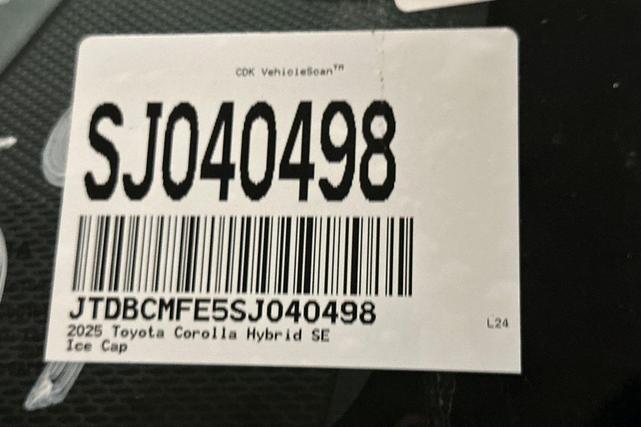 CDK VehicleScan™
SJ040498
JTDBCMFE5SJ040498
2025 Toyota Corolla Hybrid SE
Ice Cap
L24